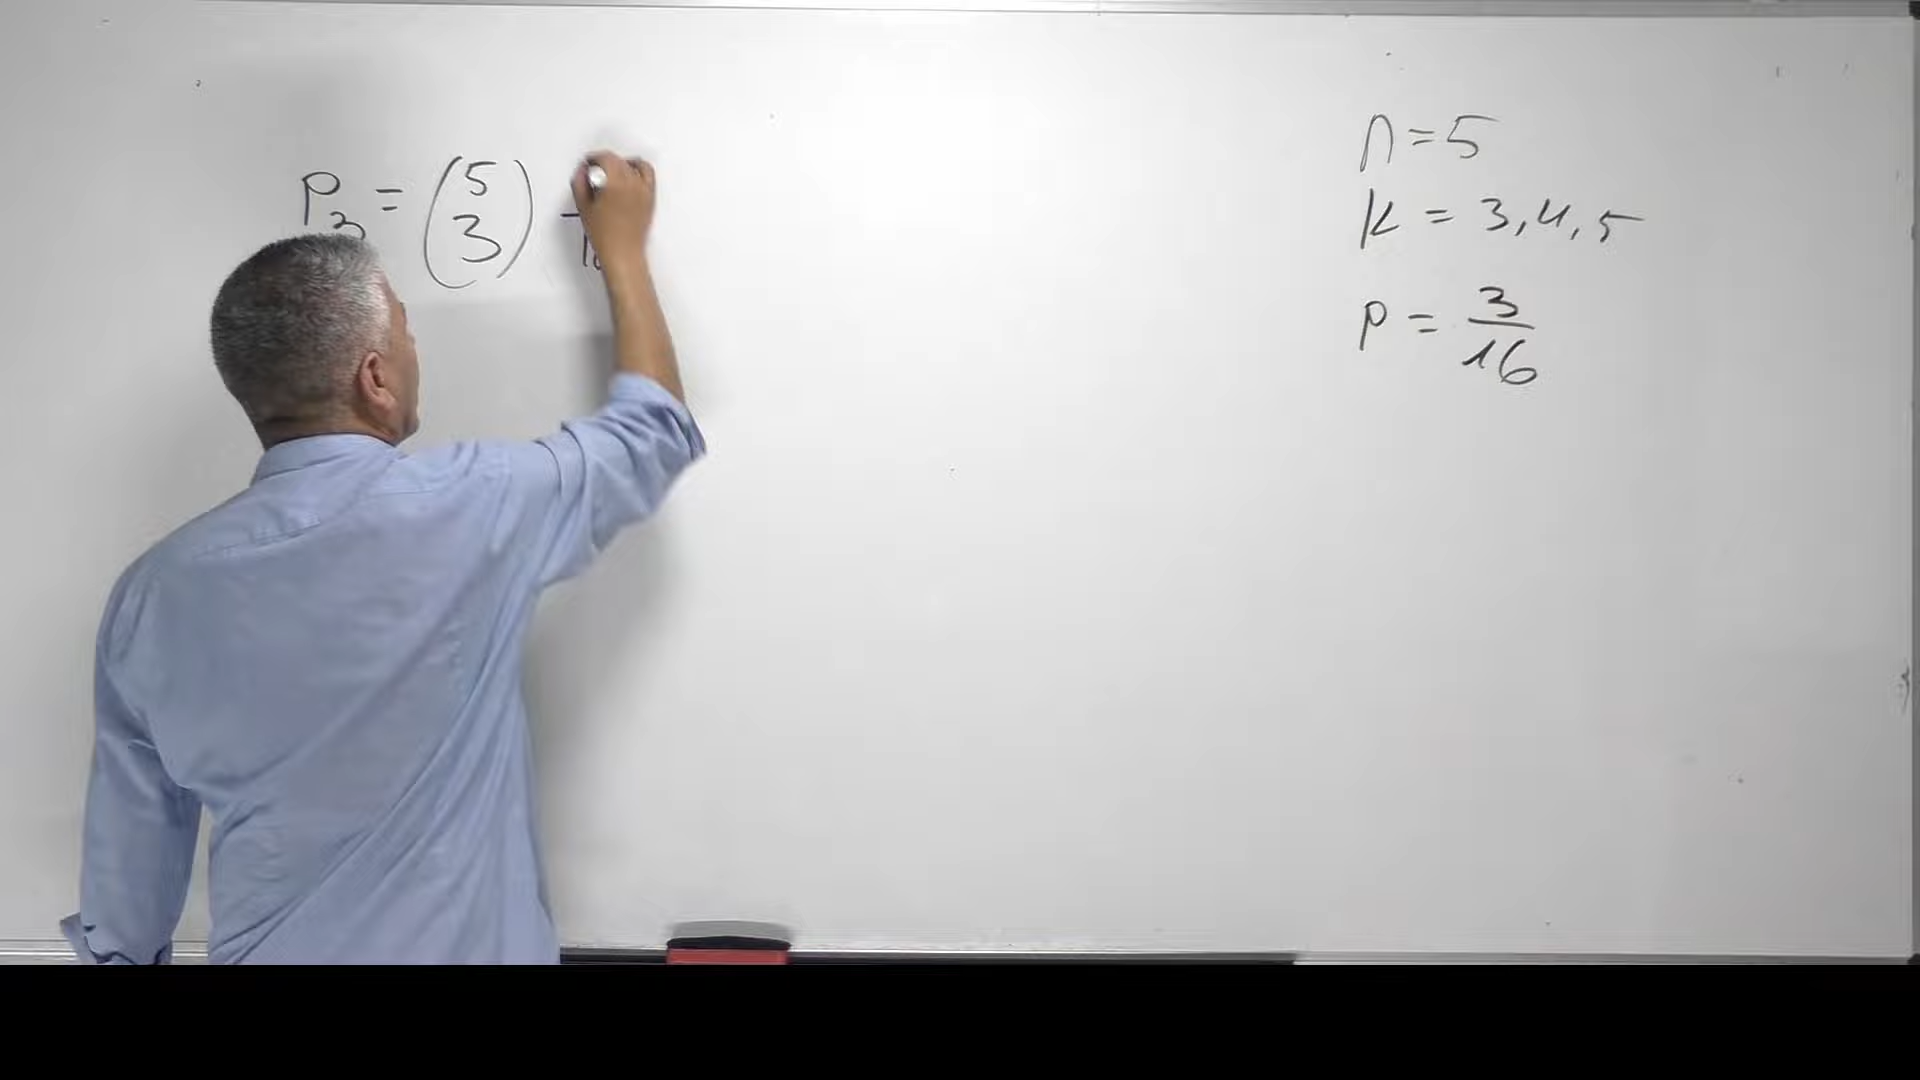 P₃ = (5 3)
n = 5
k = 3, 4, 5
p = 3/16